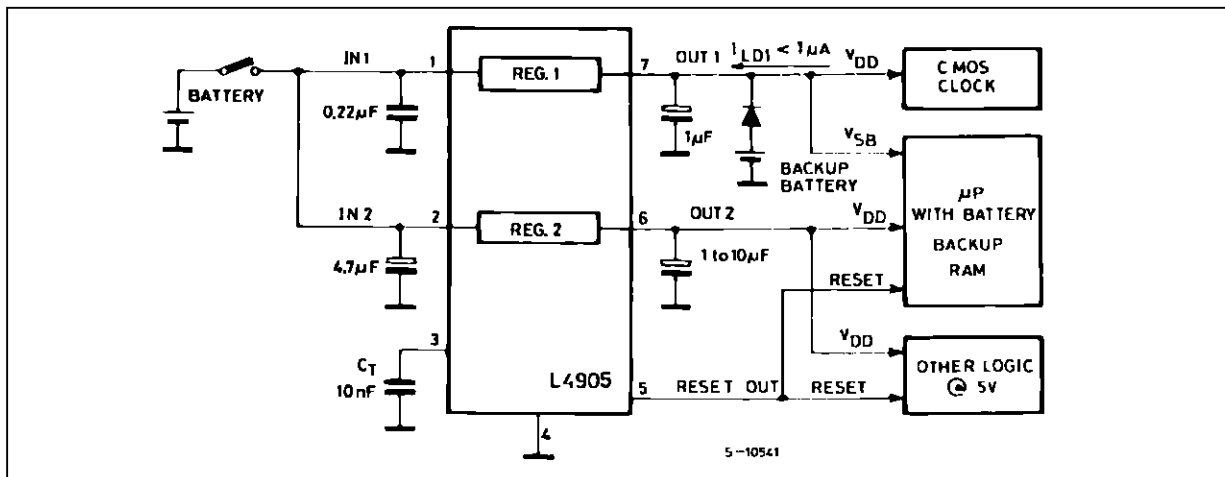 BATTERY
IN 1
0.22µF
1
REG. 1
7
OUT 1
I LD1 < 1µA
VDD
CMOS
CLOCK
1µF
BACKUP
BATTERY
VSB
µP
WITH BATTERY
BACKUP
RAM
IN 2
4.7µF
2
REG. 2
6
OUT 2
1 to 10µF
VDD
RESET
3
CT
10nF
L4905
4
5
RESET OUT
RESET
VDD
OTHER LOGIC
@ 5V
S-10541